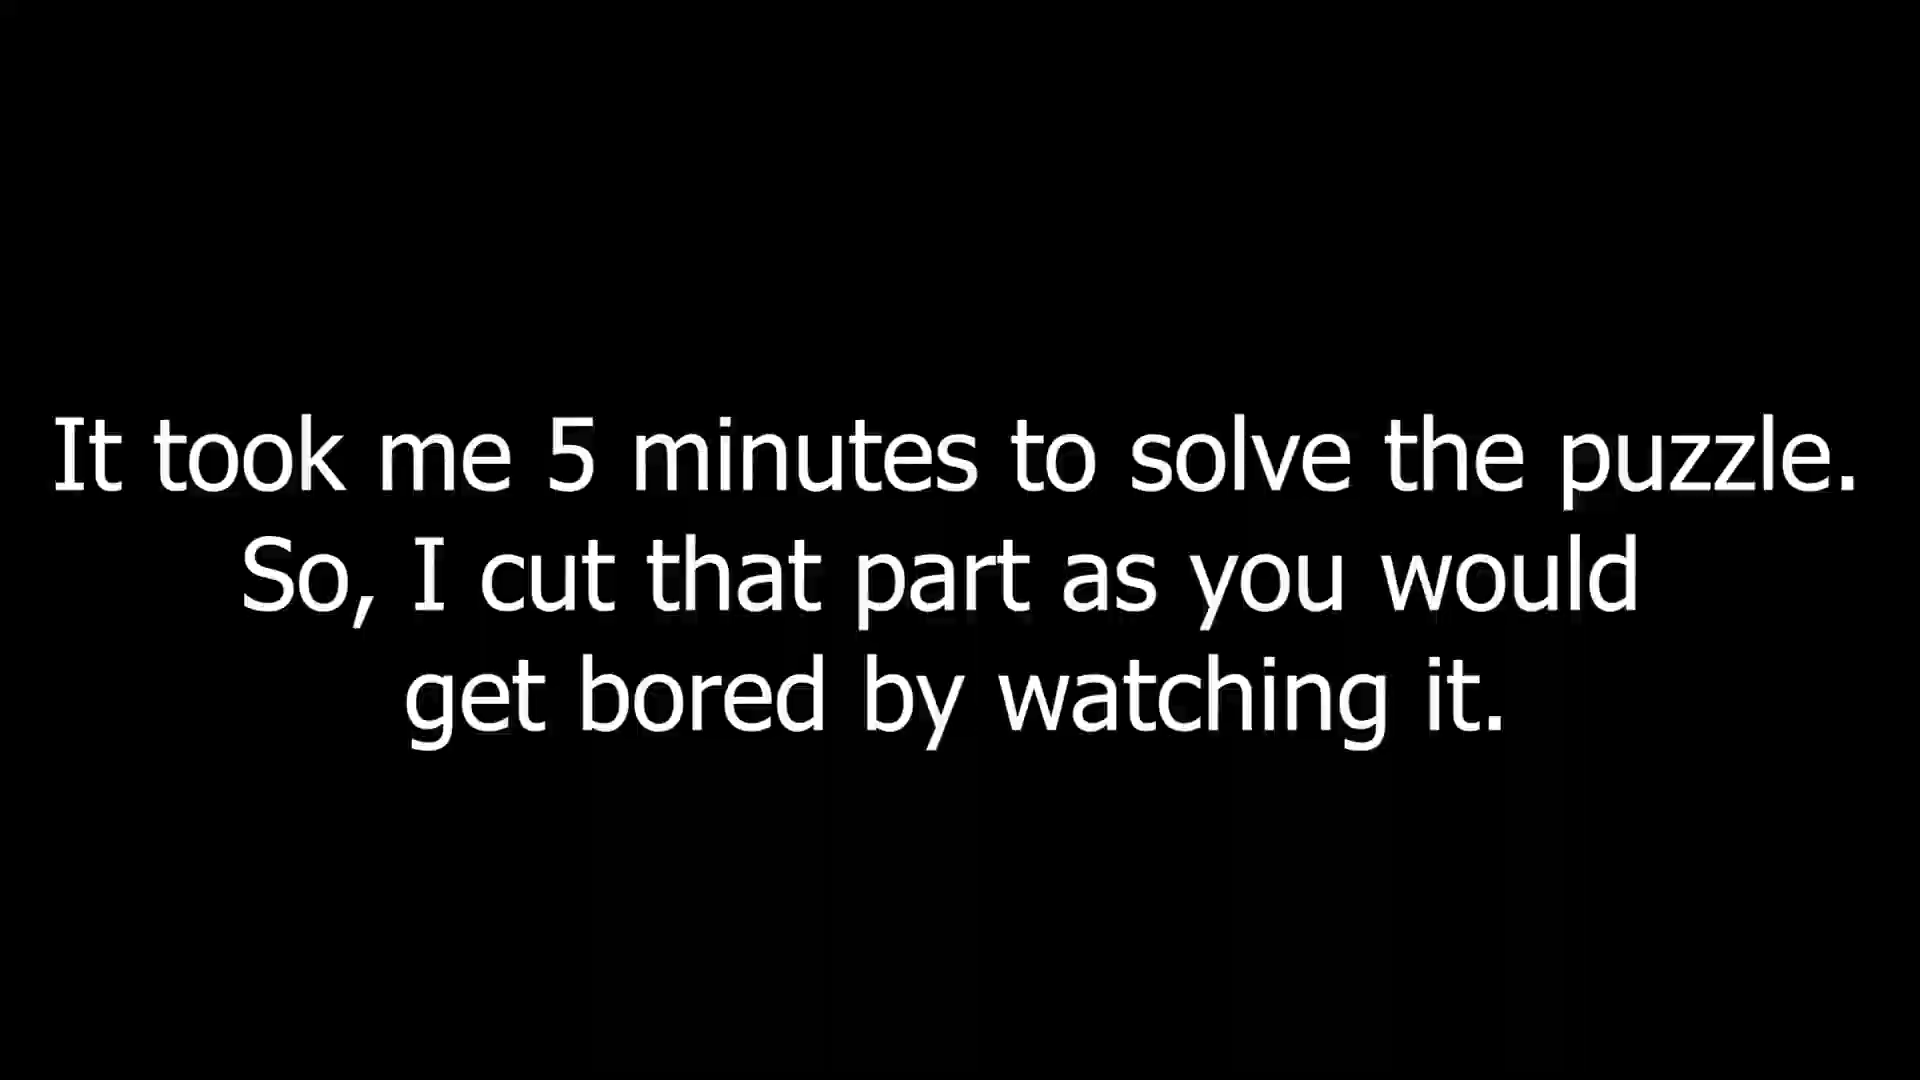 It took me 5 minutes to solve the puzzle.
So, I cut that part as you would
get bored by watching it.